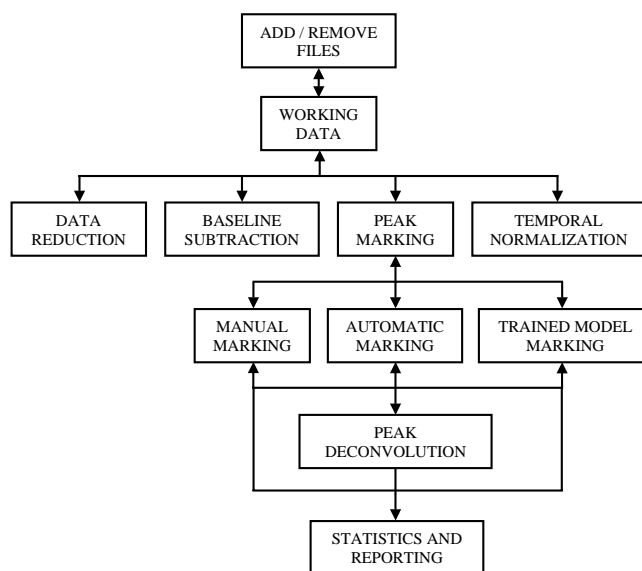 ADD / REMOVE
FILES
WORKING
DATA
DATA
REDUCTION
BASELINE
SUBTRACTION
PEAK
MARKING
TEMPORAL
NORMALIZATION
MANUAL
MARKING
AUTOMATIC
MARKING
TRAINED MODEL
MARKING
PEAK
DECONVOLUTION
STATISTICS AND
REPORTING